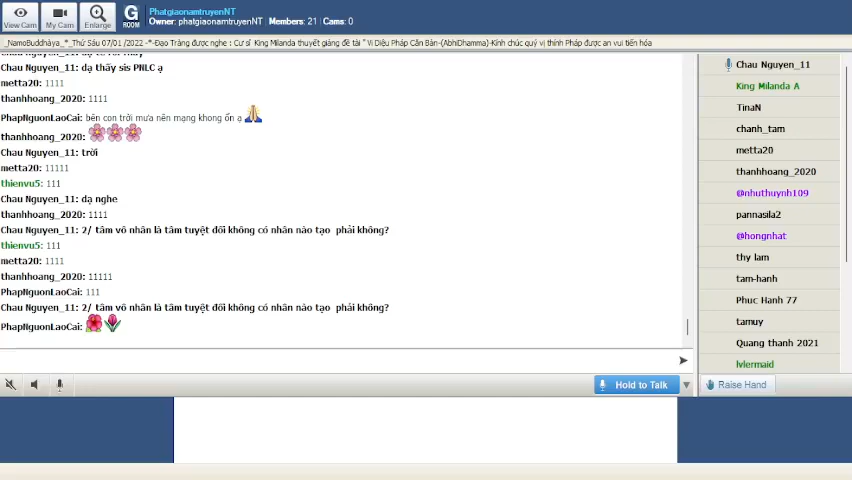 View Cam
My Cam
Enlarge
G
ROOM
PhatgiaonamtruyenNT
Owner: phatgiaonamtruyenNT | Members: 21 | Cams: 0
_NamoBuddhàya_*_Thứ Sáu 07/01 /2022 -*-Đạo Tràng được nghe : Cư sĩ King Milanda thuyết giảng đề tài " Vi Diệu Pháp Căn Bản-(AbhiDhamma)-Kính chúc quý vị thính Pháp được an vui tiến hóa
Chau Nguyen_11: dạ thấy sis PNLC ạ
metta20: 1111
thanhhoang_2020: 1111
PhapNguonLaoCai: bên con trời mưa nên mạng khong ổn ạ
thanhhoang_2020:
Chau Nguyen_11: trời
metta20: 11111
thienvu5: 111
Chau Nguyen_11: dạ nghe
thanhhoang_2020: 1111
Chau Nguyen_11: 2/ tâm vô nhân là tâm tuyệt đối không có nhân nào tạo phải không?
thienvu5: 111
metta20: 1111
thanhhoang_2020: 11111
PhapNguonLaoCai: 111
Chau Nguyen_11: 2/ tâm vô nhân là tâm tuyệt đối không có nhân nào tạo phải không?
PhapNguonLaoCai:
Hold to Talk
Chau Nguyen_11
King Milanda A
TinaN
chanh_tam
metta20
thanhhoang_2020
@nhuthuynh109
pannasila2
@hongnhat
thy lam
tam-hanh
Phuc Hanh 77
tamuy
Quang thanh 2021
lvlermaid
Raise Hand